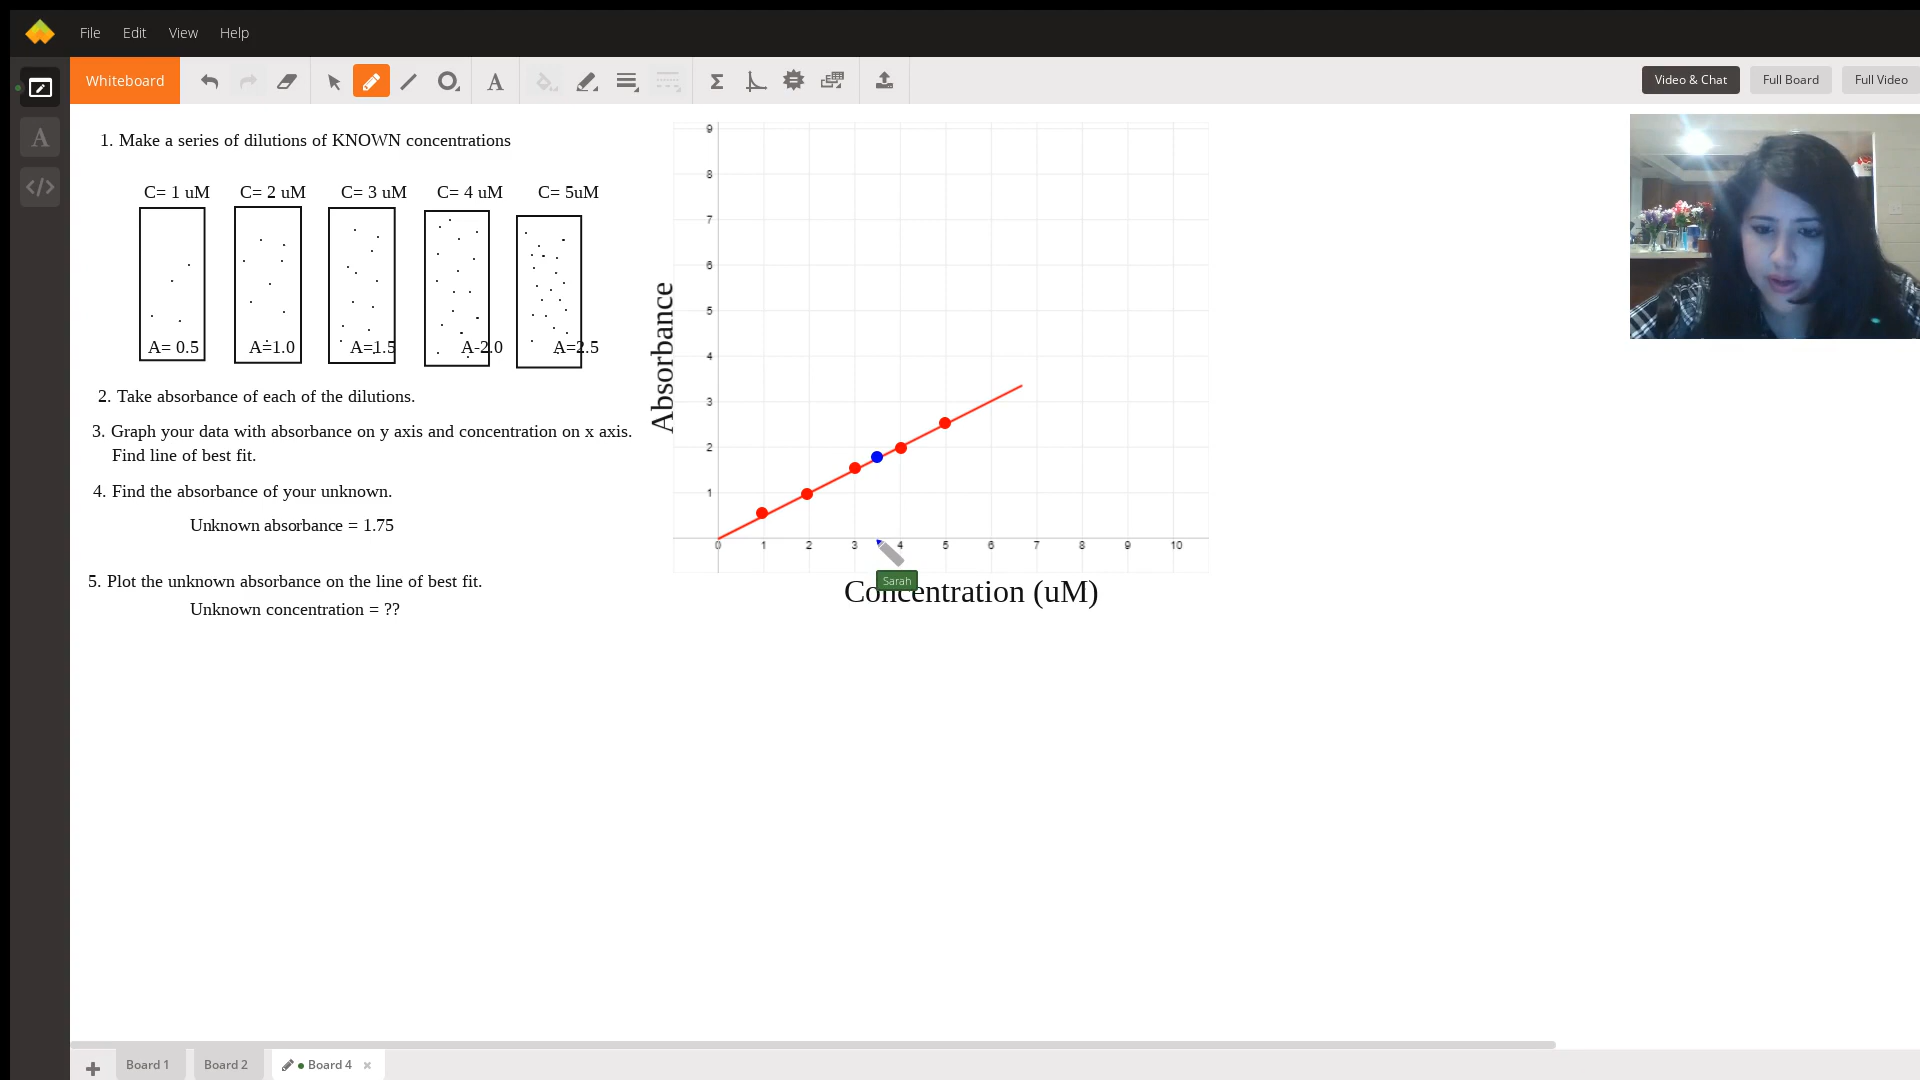 File Edit View Help
Whiteboard
A
Σ
Video & Chat Full Board Full Video
A
1. Make a series of dilutions of KNOWN concentrations
C= 1 uM C= 2 uM C= 3 uM C= 4 uM C= 5uM
A= 0.5 A=1.0 A=1.5 A-2.0 A=2.5
2. Take absorbance of each of the dilutions.
3. Graph your data with absorbance on y axis and concentration on x axis.
Find line of best fit.
4. Find the absorbance of your unknown.
Unknown absorbance = 1.75
5. Plot the unknown absorbance on the line of best fit.
Unknown concentration = ??
Absorbance
9
8
7
6
5
4
3
2
1
0 1 2 3 4 5 6 7 8 9 10
Sarah
Concentration (uM)
Board 1 Board 2 Board 4